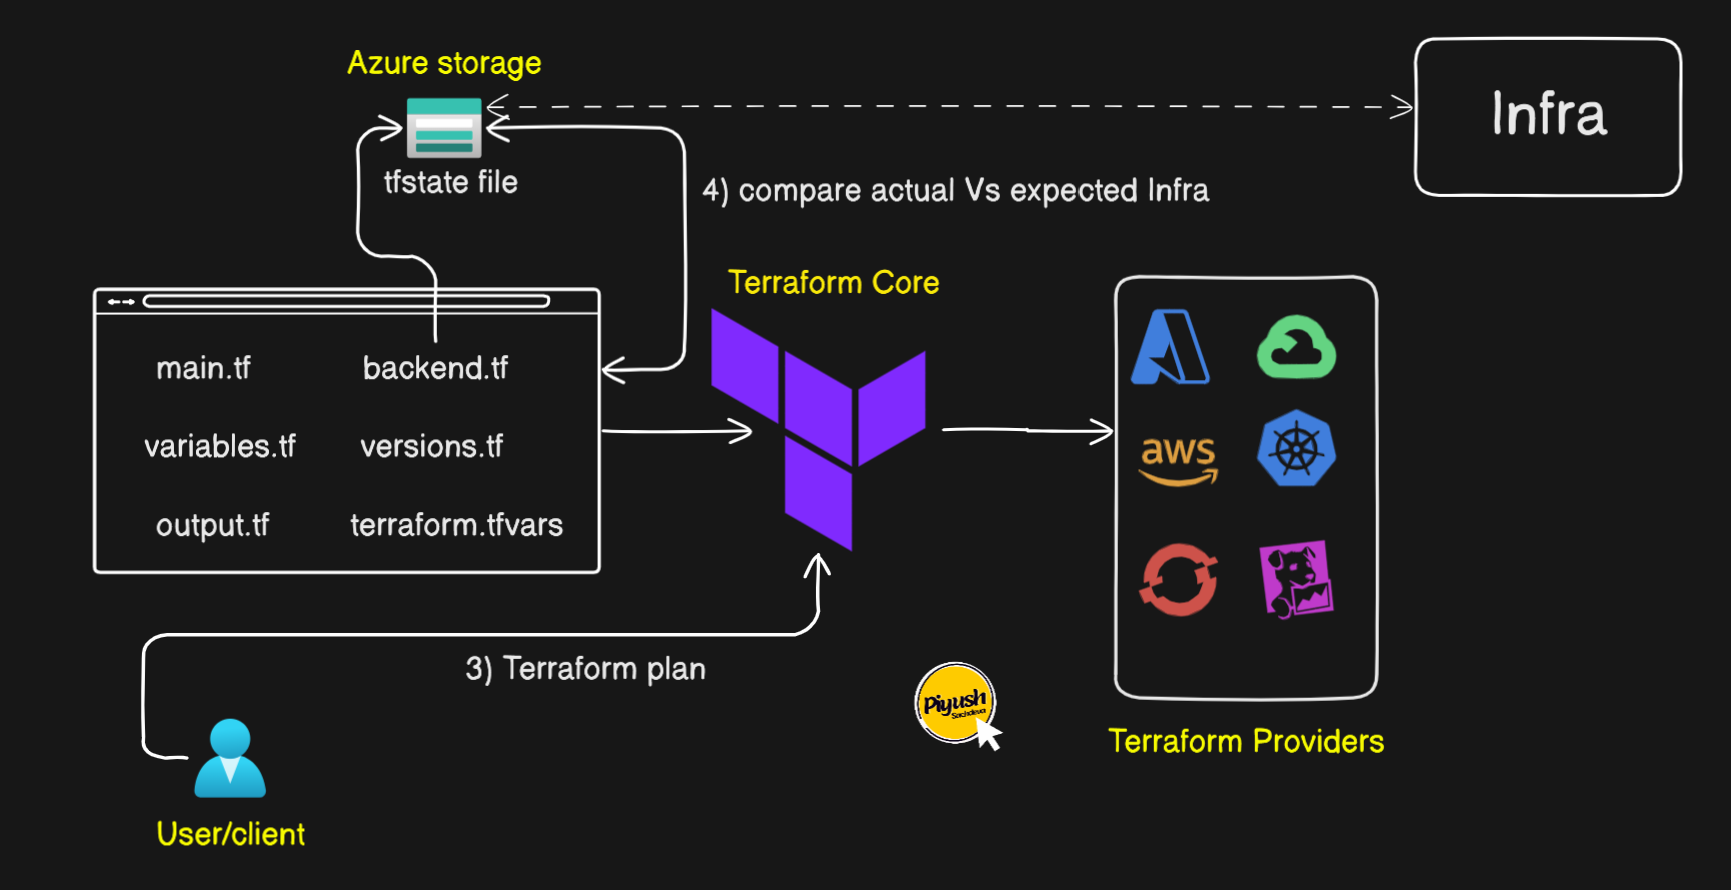 Azure storage
tfstate file
Infra
4) compare actual Vs expected Infra
Terraform Core
main.tf
backend.tf
variables.tf
versions.tf
output.tf
terraform.tfvars
aws
3) Terraform plan
Piyush
Sachdeva
Terraform Providers
User/client